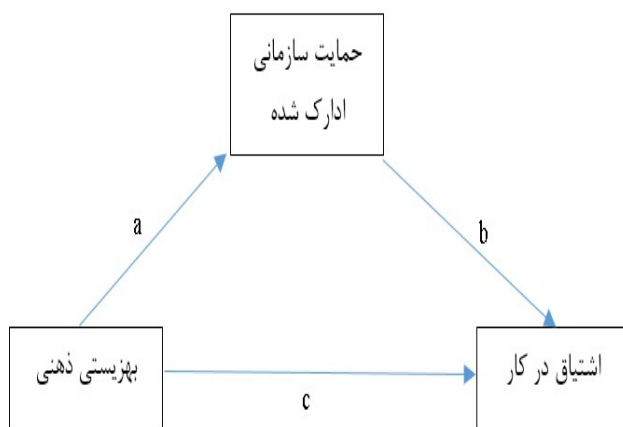 حمایت سازمانی
ادارک شده
a
b
بهزیستی ذهنی
اشتیاق در کار
c